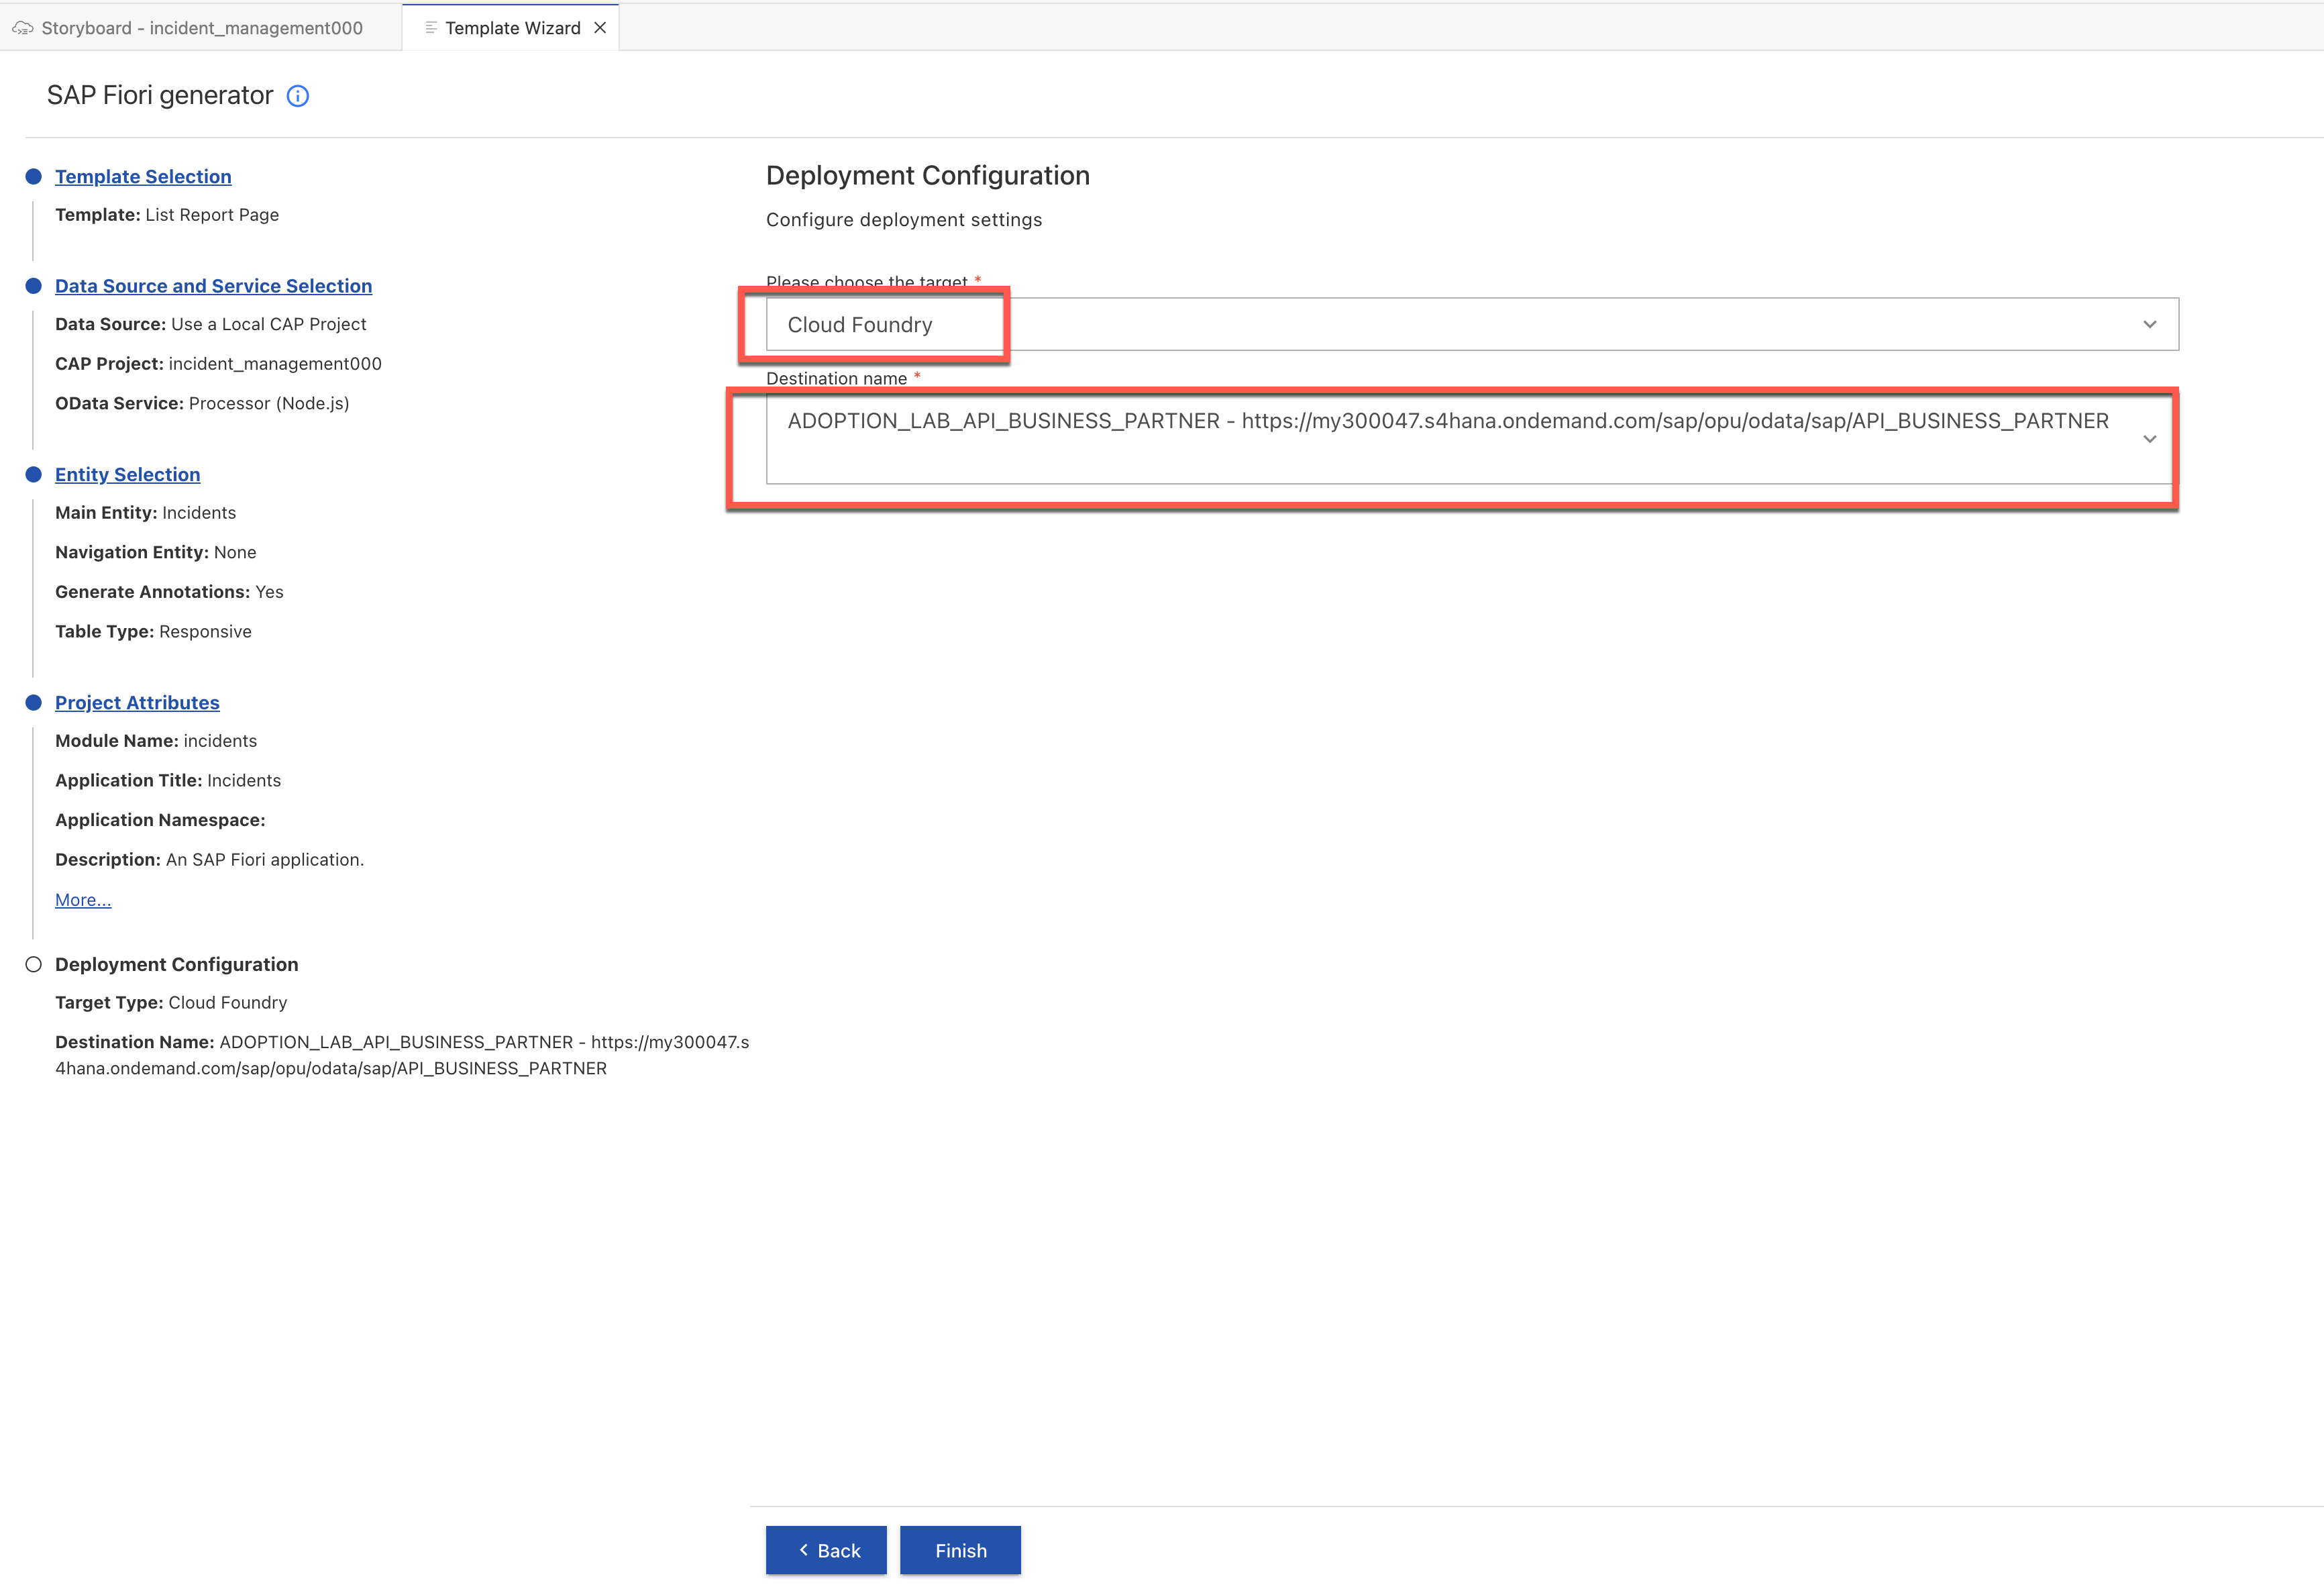 Storyboard - incident_management000
Template Wizard
SAP Fiori generator
Template Selection
Template: List Report Page
Data Source and Service Selection
Data Source: Use a Local CAP Project
CAP Project: incident_management000
OData Service: Processor (Node.js)
Entity Selection
Main Entity: Incidents
Navigation Entity: None
Generate Annotations: Yes
Table Type: Responsive
Project Attributes
Module Name: incidents
Application Title: Incidents
Application Namespace:
Description: An SAP Fiori application.
More...
Deployment Configuration
Target Type: Cloud Foundry
Destination Name: ADOPTION_LAB_API_BUSINESS_PARTNER - https://my300047.s
4hana.ondemand.com/sap/opu/odata/sap/API_BUSINESS_PARTNER
Deployment Configuration
Configure deployment settings
Please choose the target *
Cloud Foundry
Destination name *
ADOPTION_LAB_API_BUSINESS_PARTNER - https://my300047.s4hana.ondemand.com/sap/opu/odata/sap/API_BUSINESS_PARTNER
Back
Finish